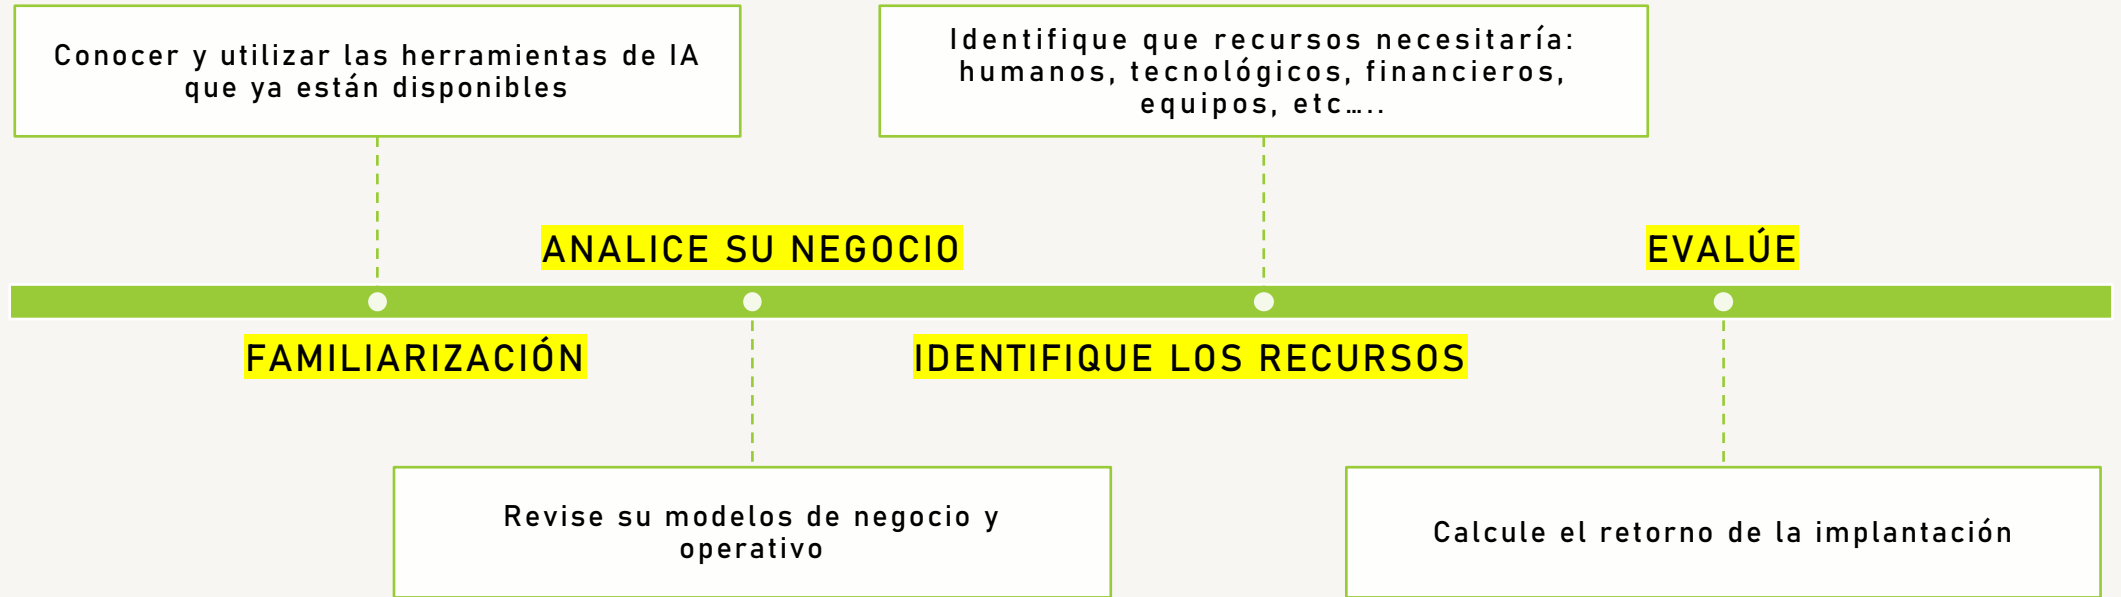 Conocer y utilizar las herramientas de IA
que ya están disponibles
Identifique que recursos necesitaría:
humanos, tecnológicos, financieros,
equipos, etc…..
ANALICE SU NEGOCIO
EVALÚE
FAMILIARIZACIÓN
IDENTIFIQUE LOS RECURSOS
Revise su modelos de negocio y
operativo
Calcule el retorno de la implantación